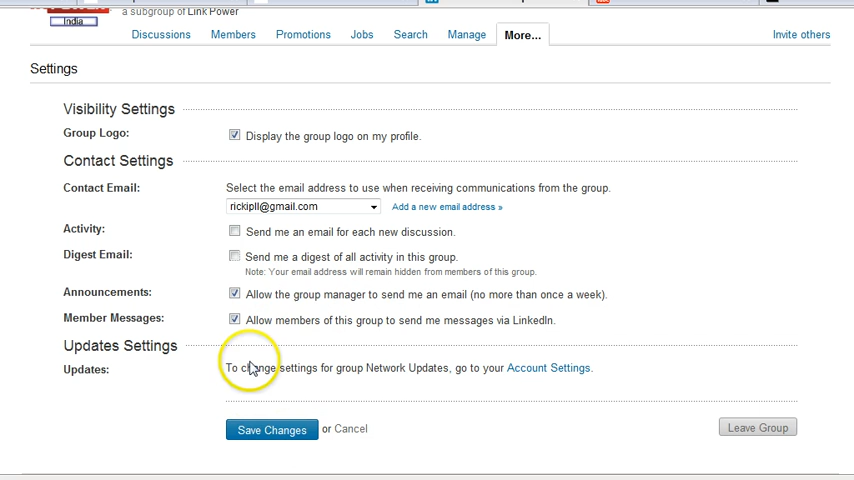 India
a subgroup of Link Power
Discussions Members Promotions Jobs Search Manage More... Invite others
Settings
Visibility Settings
Group Logo: Display the group logo on my profile.
Contact Settings
Contact Email: Select the email address to use when receiving communications from the group.
rickipll@gmail.com Add a new email address »
Activity: Send me an email for each new discussion.
Digest Email: Send me a digest of all activity in this group.
Note: Your email address will remain hidden from members of this group.
Announcements: Allow the group manager to send me an email (no more than once a week).
Member Messages: Allow members of this group to send me messages via LinkedIn.
Updates Settings
Updates: To change settings for group Network Updates, go to your Account Settings.
Save Changes or Cancel Leave Group